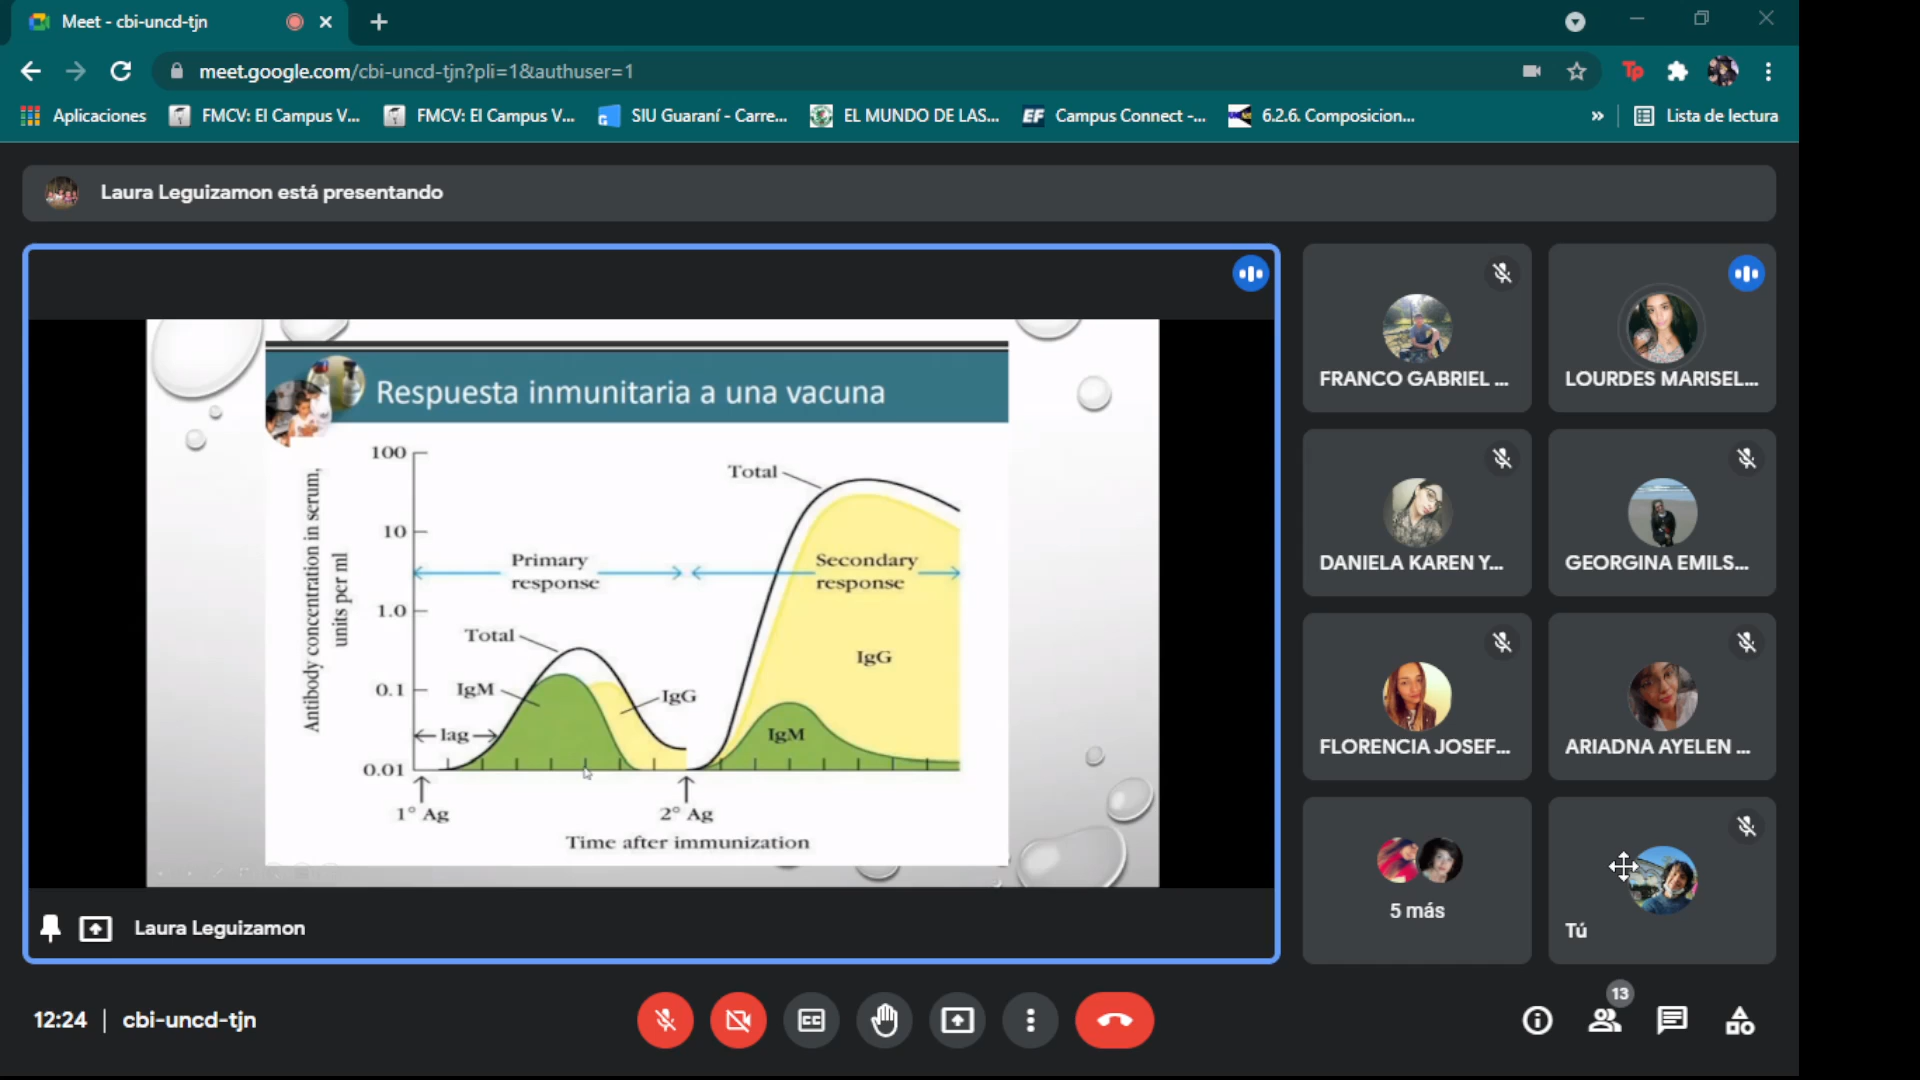 Meet - cbi-uncd-tjn
meet.google.com/cbi-uncd-tjn?pli=1&authuser=1
Tp
Aplicaciones
FMCV: El Campus V...
FMCV: El Campus V...
SIU Guaraní - Carre...
EL MUNDO DE LAS...
EF Campus Connect -...
6.2.6. Composicion...
»
Lista de lectura
Laura Leguizamon está presentando
Respuesta inmunitaria a una vacuna
Antibody concentration in serum,
units per ml
100
10
1.0
0.1
0.01
Primary
response
Secondary
response
Total
Total
IgM
IgG
IgG
IgM
lag
1° Ag
2° Ag
Time after immunization
Laura Leguizamon
FRANCO GABRIEL ...
LOURDES MARISEL...
DANIELA KAREN Y...
GEORGINA EMILS...
FLORENCIA JOSEF...
ARIADNA AYELEN ...
5 más
Tú
12:24 | cbi-uncd-tjn
CC
13